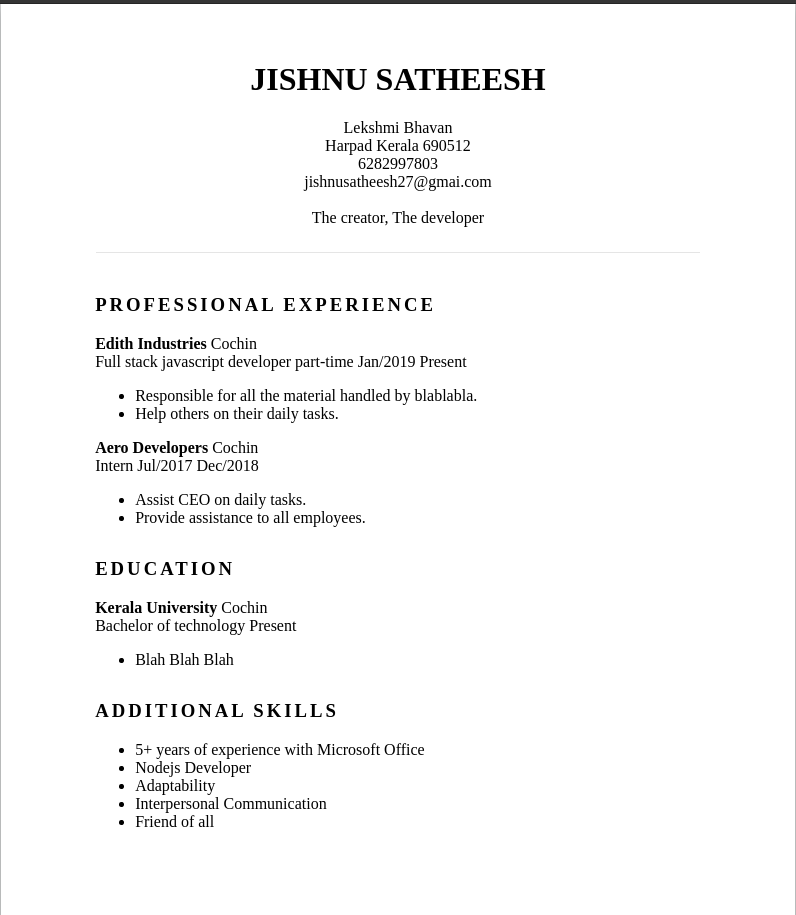 JISHNU SATHEESH
Lekshmi Bhavan
Harpad Kerala 690512
6282997803
jishnusatheesh27@gmai.com
The creator, The developer
PROFESSIONAL EXPERIENCE
Edith Industries Cochin
Full stack javascript developer part-time Jan/2019 Present
• Responsible for all the material handled by blablabla.
• Help others on their daily tasks.
Aero Developers Cochin
Intern Jul/2017 Dec/2018
• Assist CEO on daily tasks.
• Provide assistance to all employees.
EDUCATION
Kerala University Cochin
Bachelor of technology Present
• Blah Blah Blah
ADDITIONAL SKILLS
• 5+ years of experience with Microsoft Office
• Nodejs Developer
• Adaptability
• Interpersonal Communication
• Friend of all